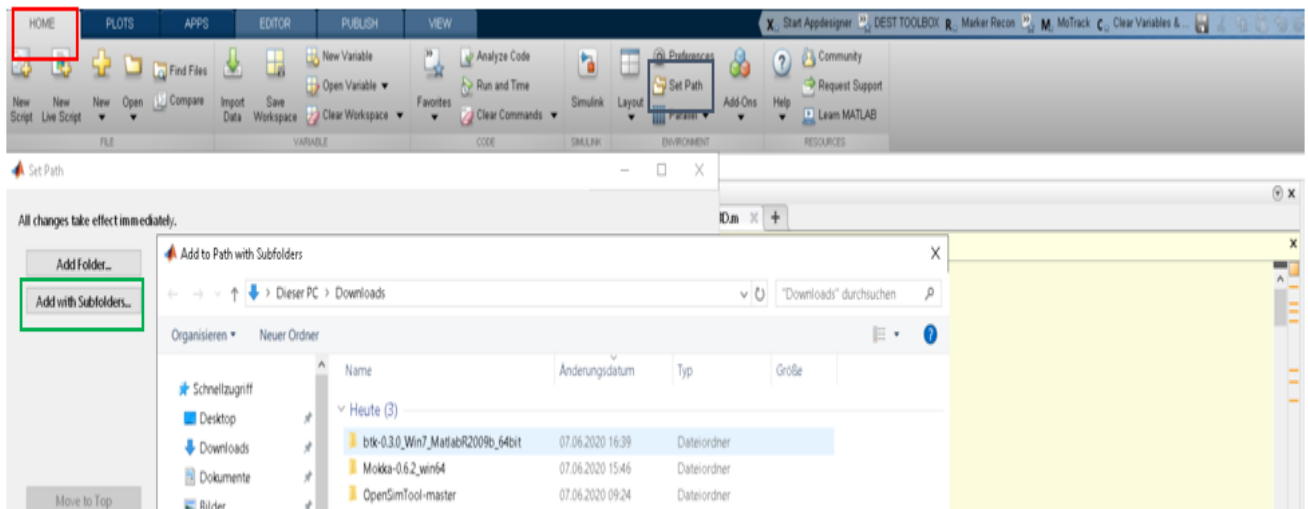 HOME PLOTS APPS EDITOR PUBLISH VIEW
Start Appdesigner DEST TOOLBOX Marker Recon MoTrack Clear Variables & ...
New Script
New Live Script
New
Open
Find Files
Compare
Import Data
Save Workspace
New Variable
Open Variable
Clear Workspace
Favorites
Analyze Code
Run and Time
Clear Commands
Simulink
Layout
Preferences
Set Path
Parallel
Add-Ons
Help
Community
Request Support
Learn MATLAB
FILE VARIABLE CODE SIMULINK ENVIRONMENT RESOURCES
Set Path
All changes take effect immediately.
Add Folder...
Add with Subfolders...
Move to Top
Add to Path with Subfolders
Dieser PC > Downloads
"Downloads" durchsuchen
Organisieren Neuer Ordner
Schnellzugriff
Desktop
Downloads
Dokumente
Bilder
Name Änderungsdatum Typ Größe
Heute (3)
btk-0.3.0_Win7_MatlabR2009b_64bit 07.06.2020 16:39 Dateiordner
Mokka-0.6.2_win64 07.06.2020 15:46 Dateiordner
OpenSimTool-master 07.06.2020 09:24 Dateiordner